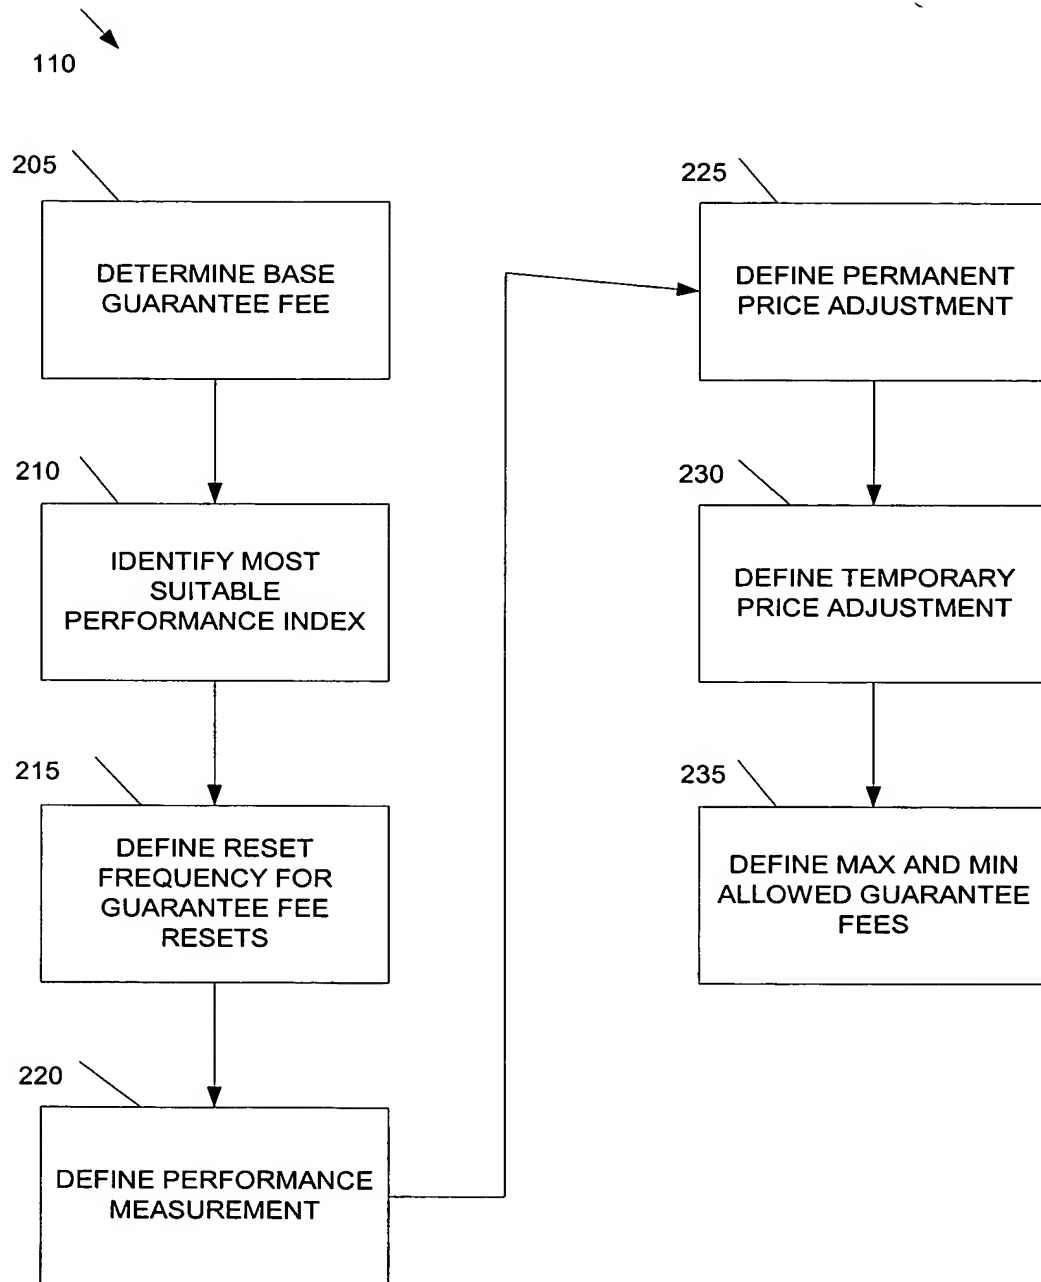 110
205
DETERMINE BASE
GUARANTEE FEE
210
IDENTIFY MOST
SUITABLE
PERFORMANCE INDEX
215
DEFINE RESET
FREQUENCY FOR
GUARANTEE FEE
RESETS
220
DEFINE PERFORMANCE
MEASUREMENT
225
DEFINE PERMANENT
PRICE ADJUSTMENT
230
DEFINE TEMPORARY
PRICE ADJUSTMENT
235
DEFINE MAX AND MIN
ALLOWED GUARANTEE
FEES